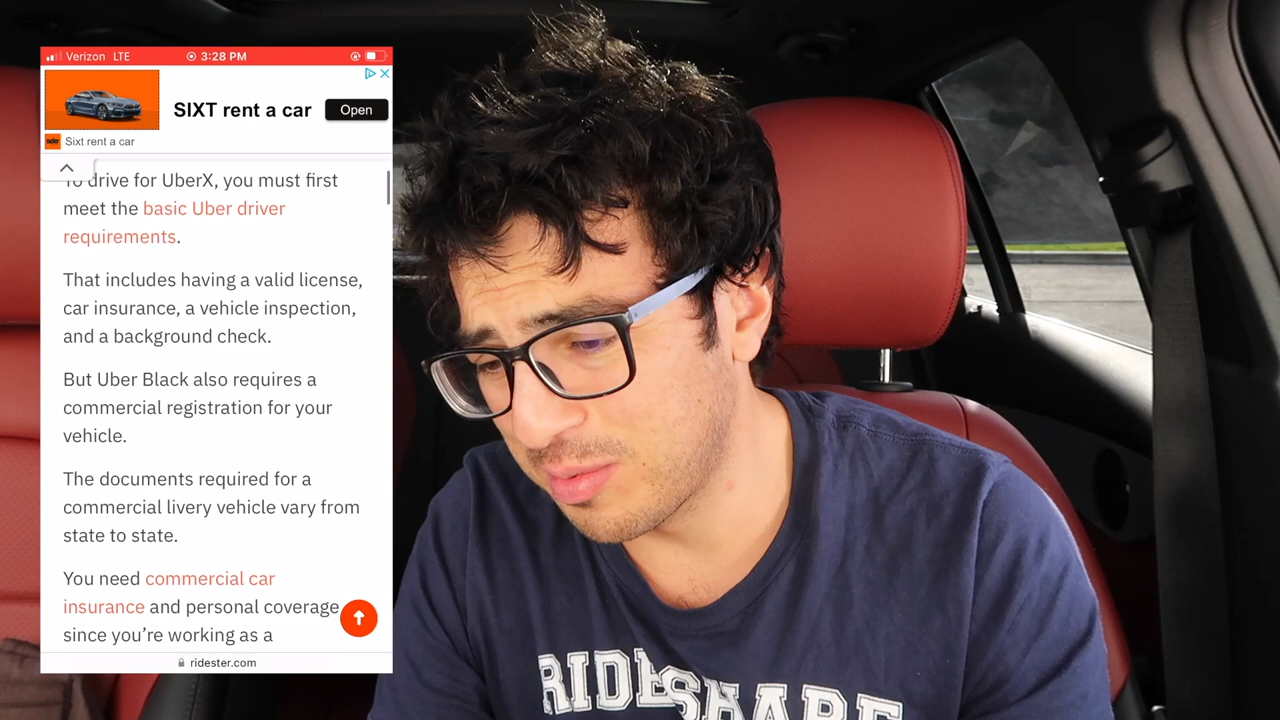 Verizon LTE 3:28 PM
SIXT rent a car
Open
Sixt rent a car
To drive for UberX, you must first
meet the basic Uber driver
requirements.
That includes having a valid license,
car insurance, a vehicle inspection,
and a background check.
But Uber Black also requires a
commercial registration for your
vehicle.
The documents required for a
commercial livery vehicle vary from
state to state.
You need commercial car
insurance and personal coverage
since you’re working as a
ridester.com
RIDESHARE